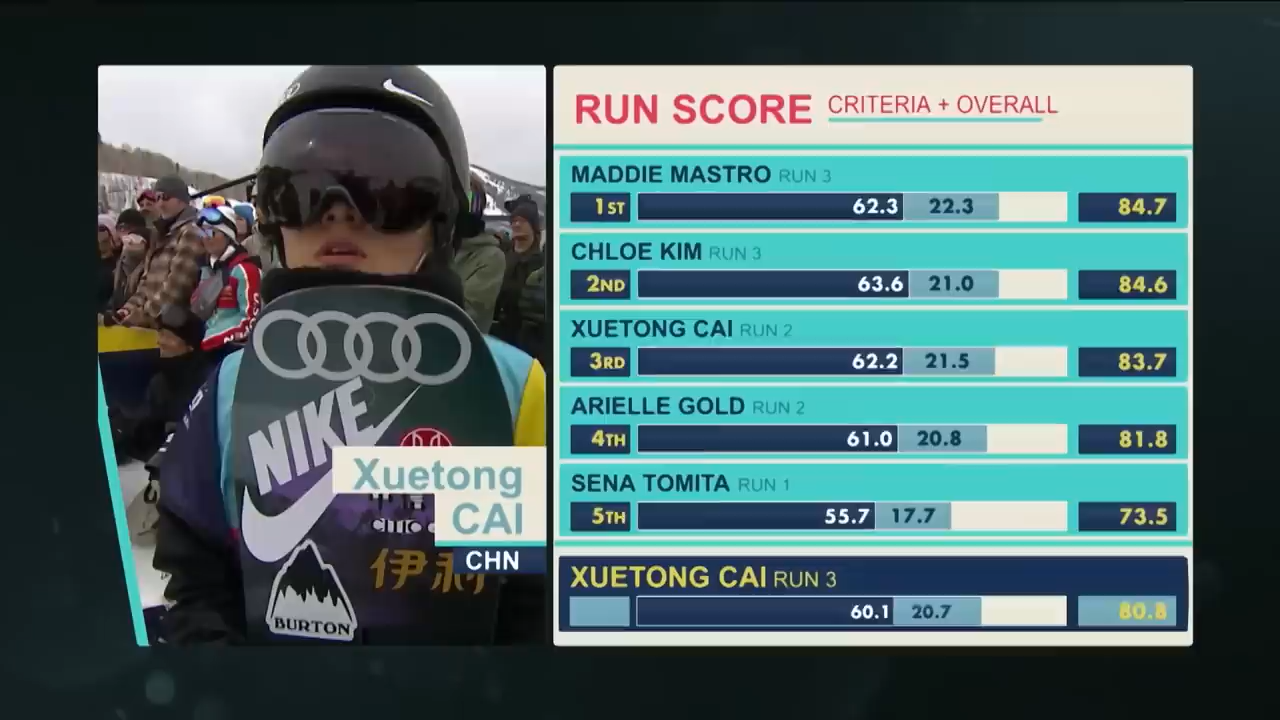 RUN SCORE CRITERIA + OVERALL
MADDIE MASTRO RUN 3
1ST 62.3 22.3 84.7
CHLOE KIM RUN 3
2ND 63.6 21.0 84.6
XUETONG CAI RUN 2
3RD 62.2 21.5 83.7
ARIELLE GOLD RUN 2
4TH 61.0 20.8 81.8
SENA TOMITA RUN 1
5TH 55.7 17.7 73.5
XUETONG CAI RUN 3
60.1 20.7 80.8
NIKE
Xuetong
CAI
CHN
CITIC
伊利
BURTON